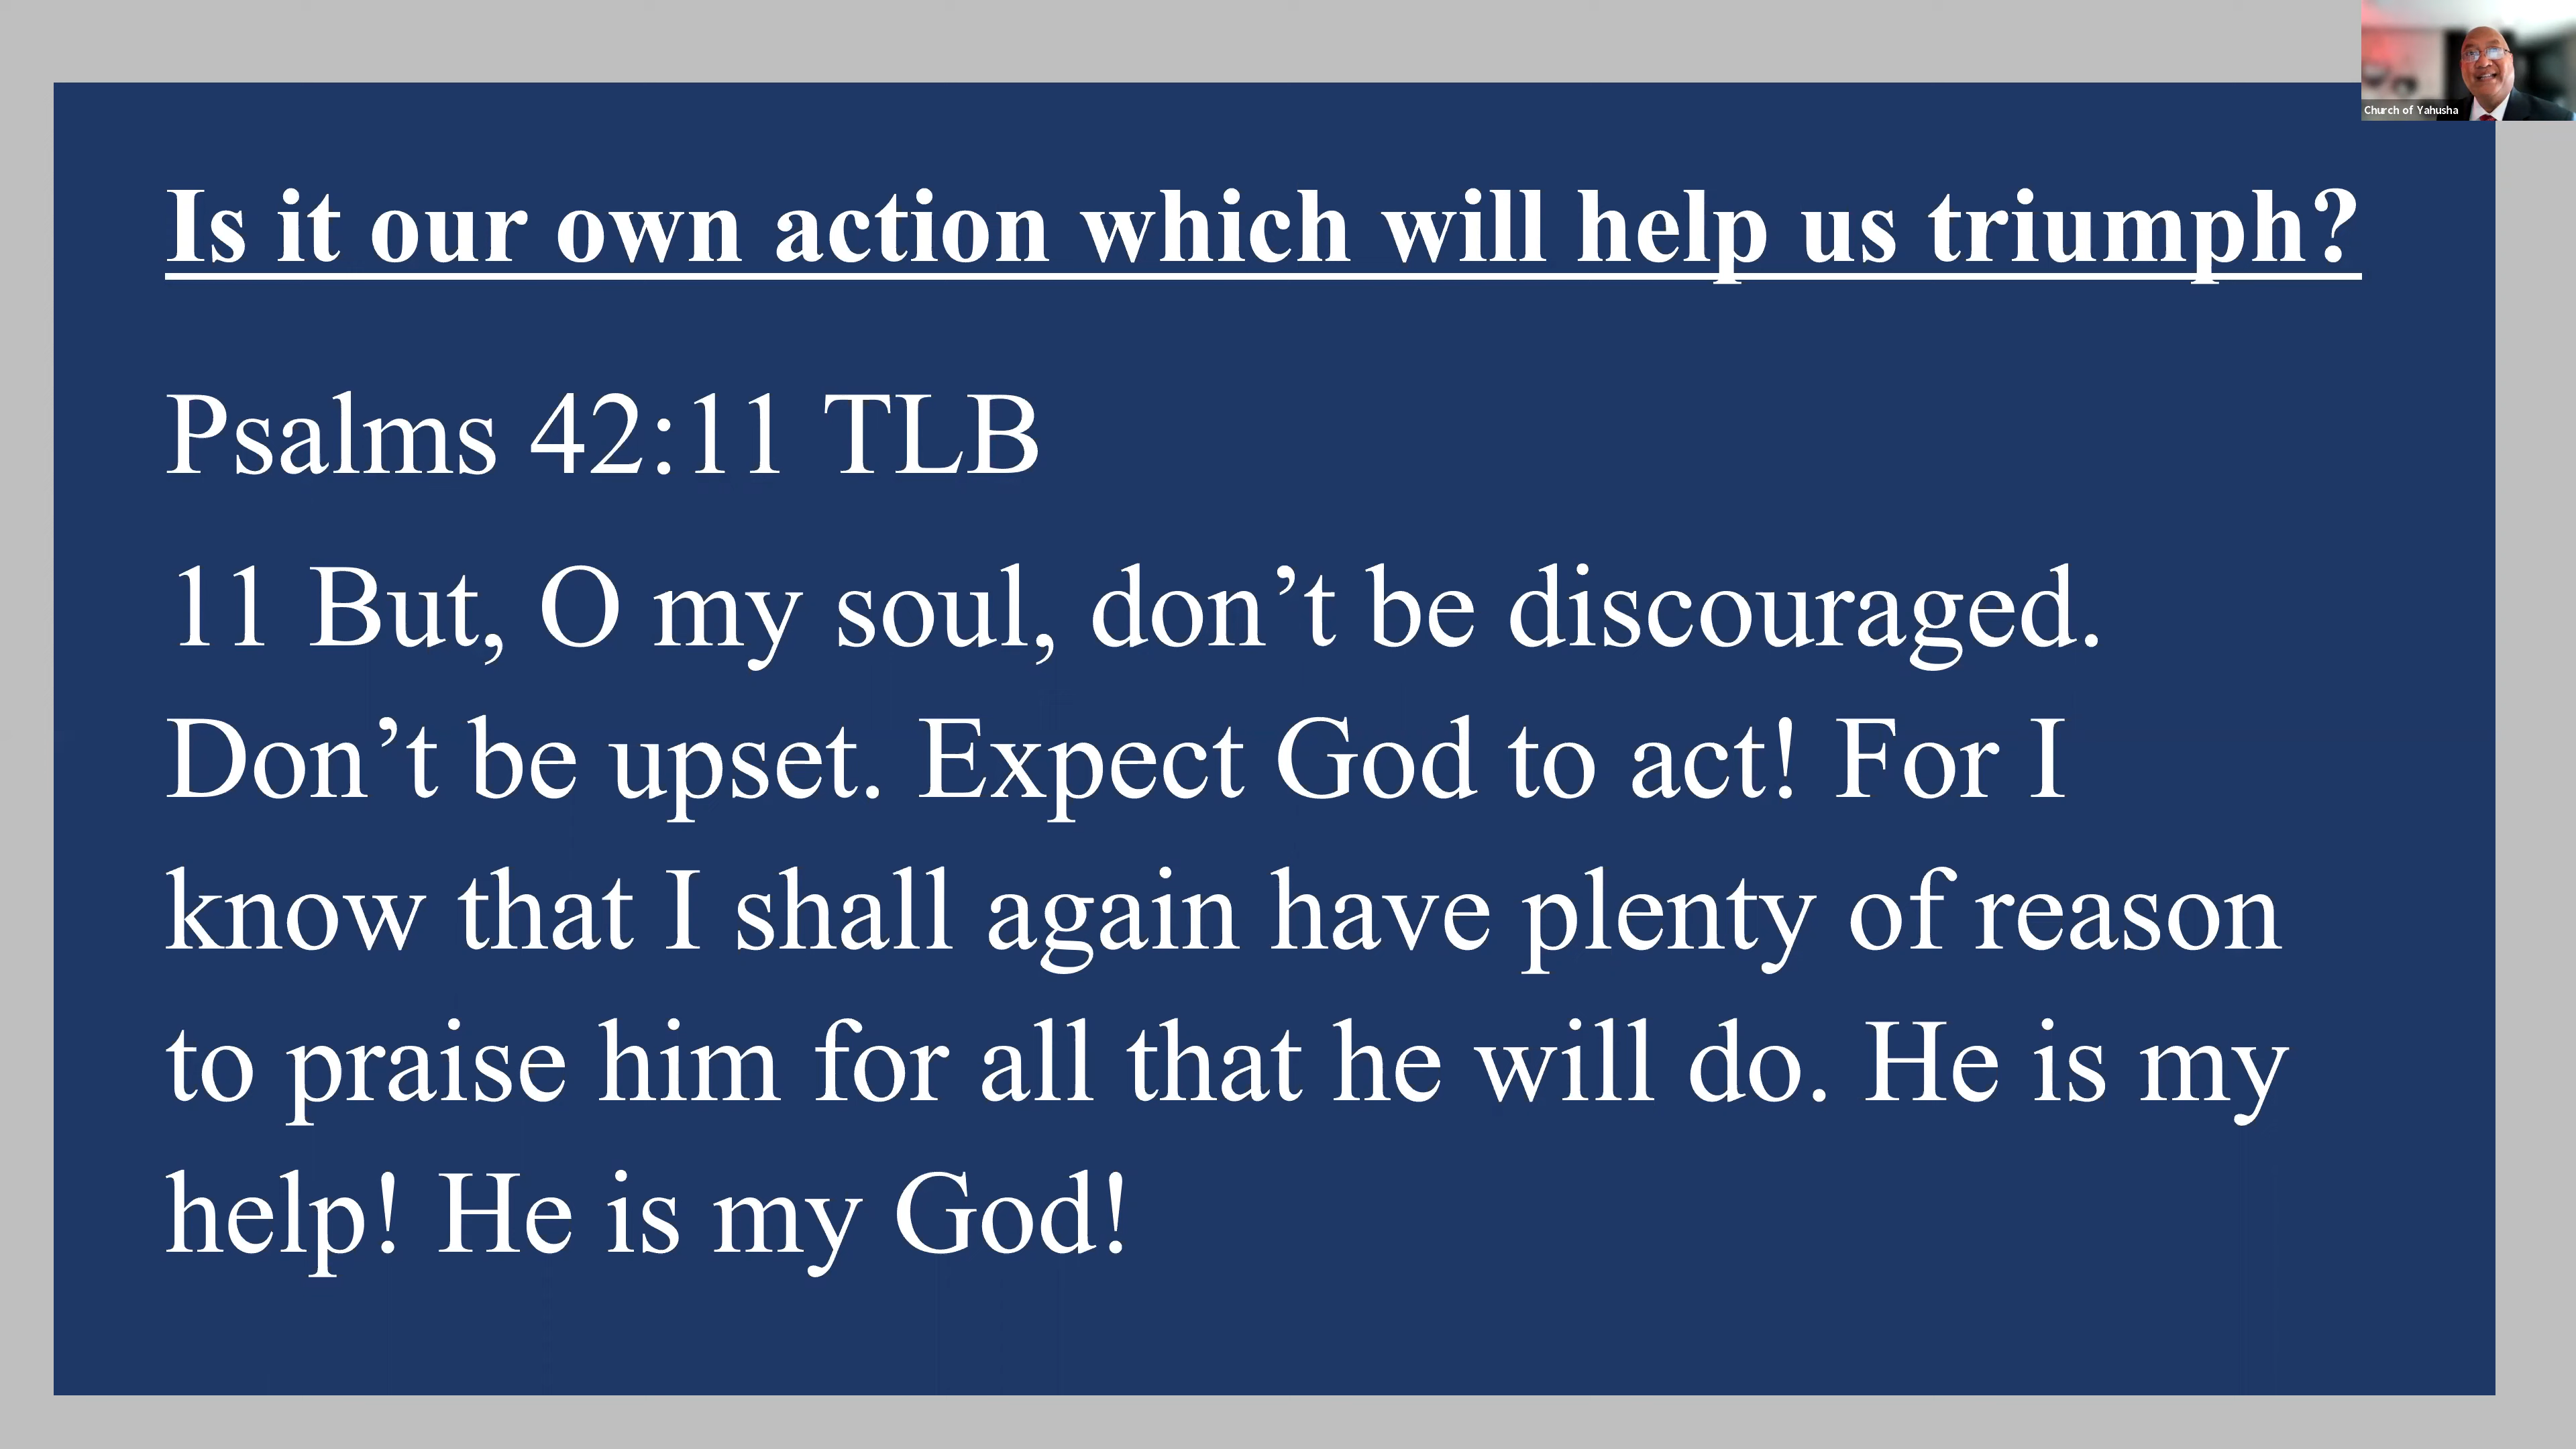 Church of Yahusha
Is it our own action which will help us triumph?
Psalms 42:11 TLB
11 But, O my soul, don’t be discouraged.
Don’t be upset. Expect God to act! For I
know that I shall again have plenty of reason
to praise him for all that he will do. He is my
help! He is my God!